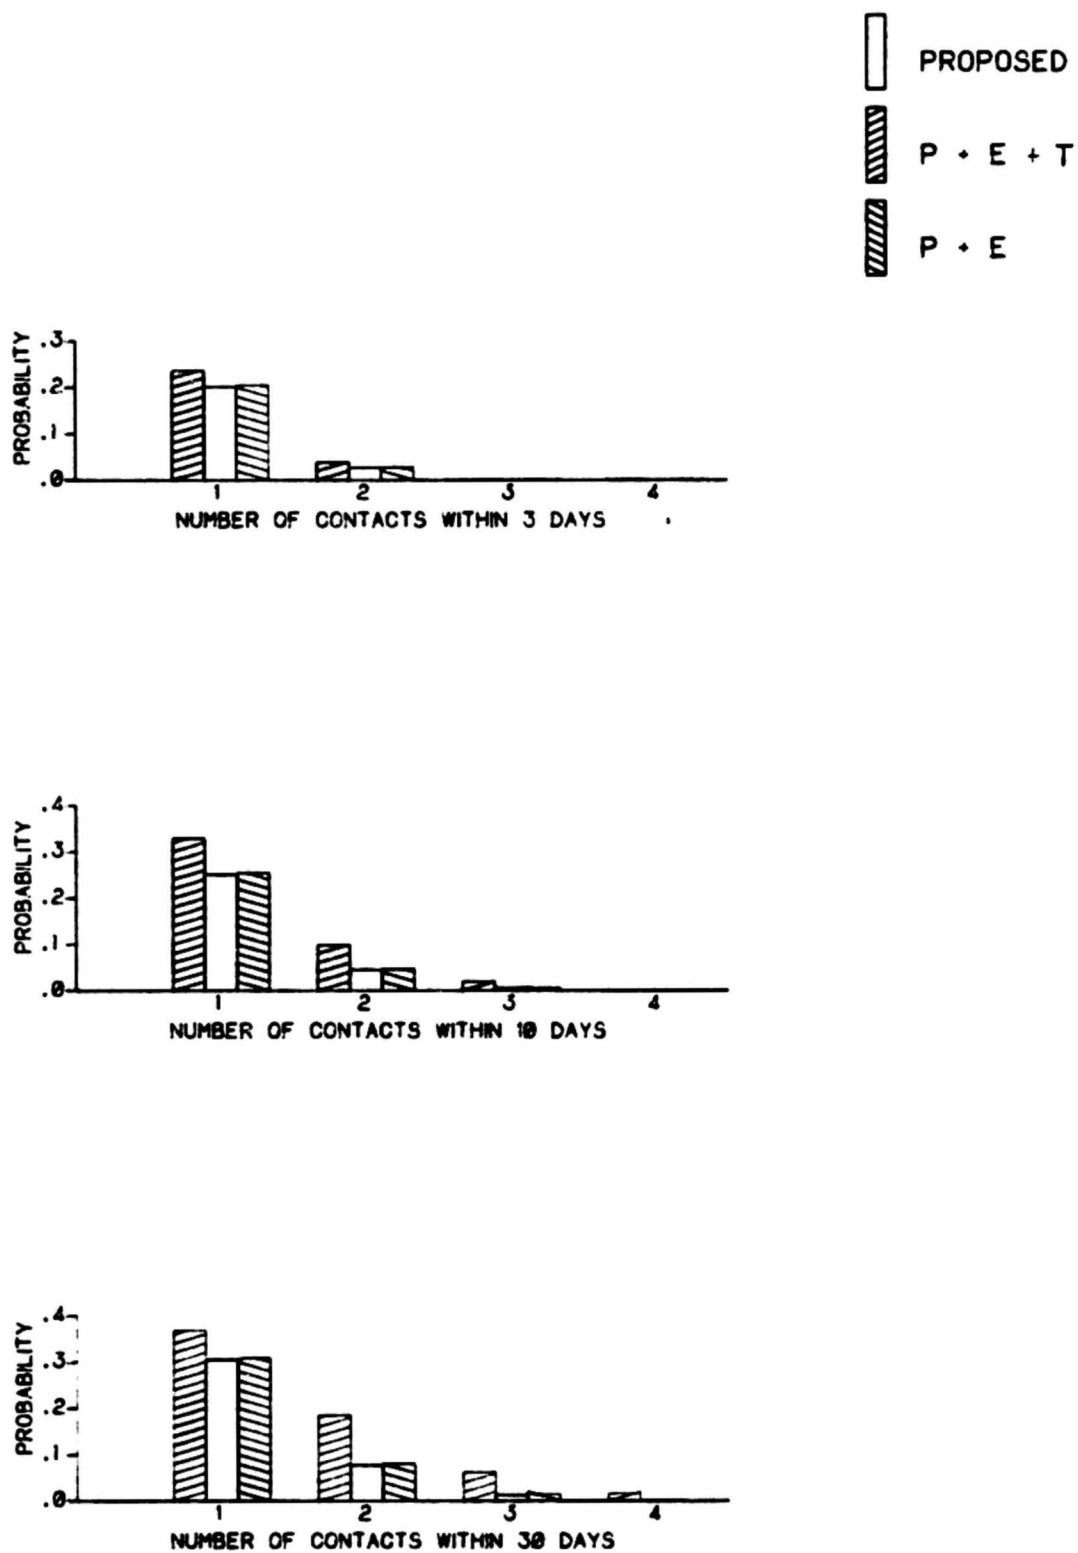 PROPOSED
P + E + T
P + E
PROBABILITY
.3
.2
.1
.0
1 2 3 4
NUMBER OF CONTACTS WITHIN 3 DAYS
PROBABILITY
.4
.3
.2
.1
.0
1 2 3 4
NUMBER OF CONTACTS WITHIN 10 DAYS
PROBABILITY
.4
.3
.2
.1
.0
1 2 3 4
NUMBER OF CONTACTS WITHIN 30 DAYS